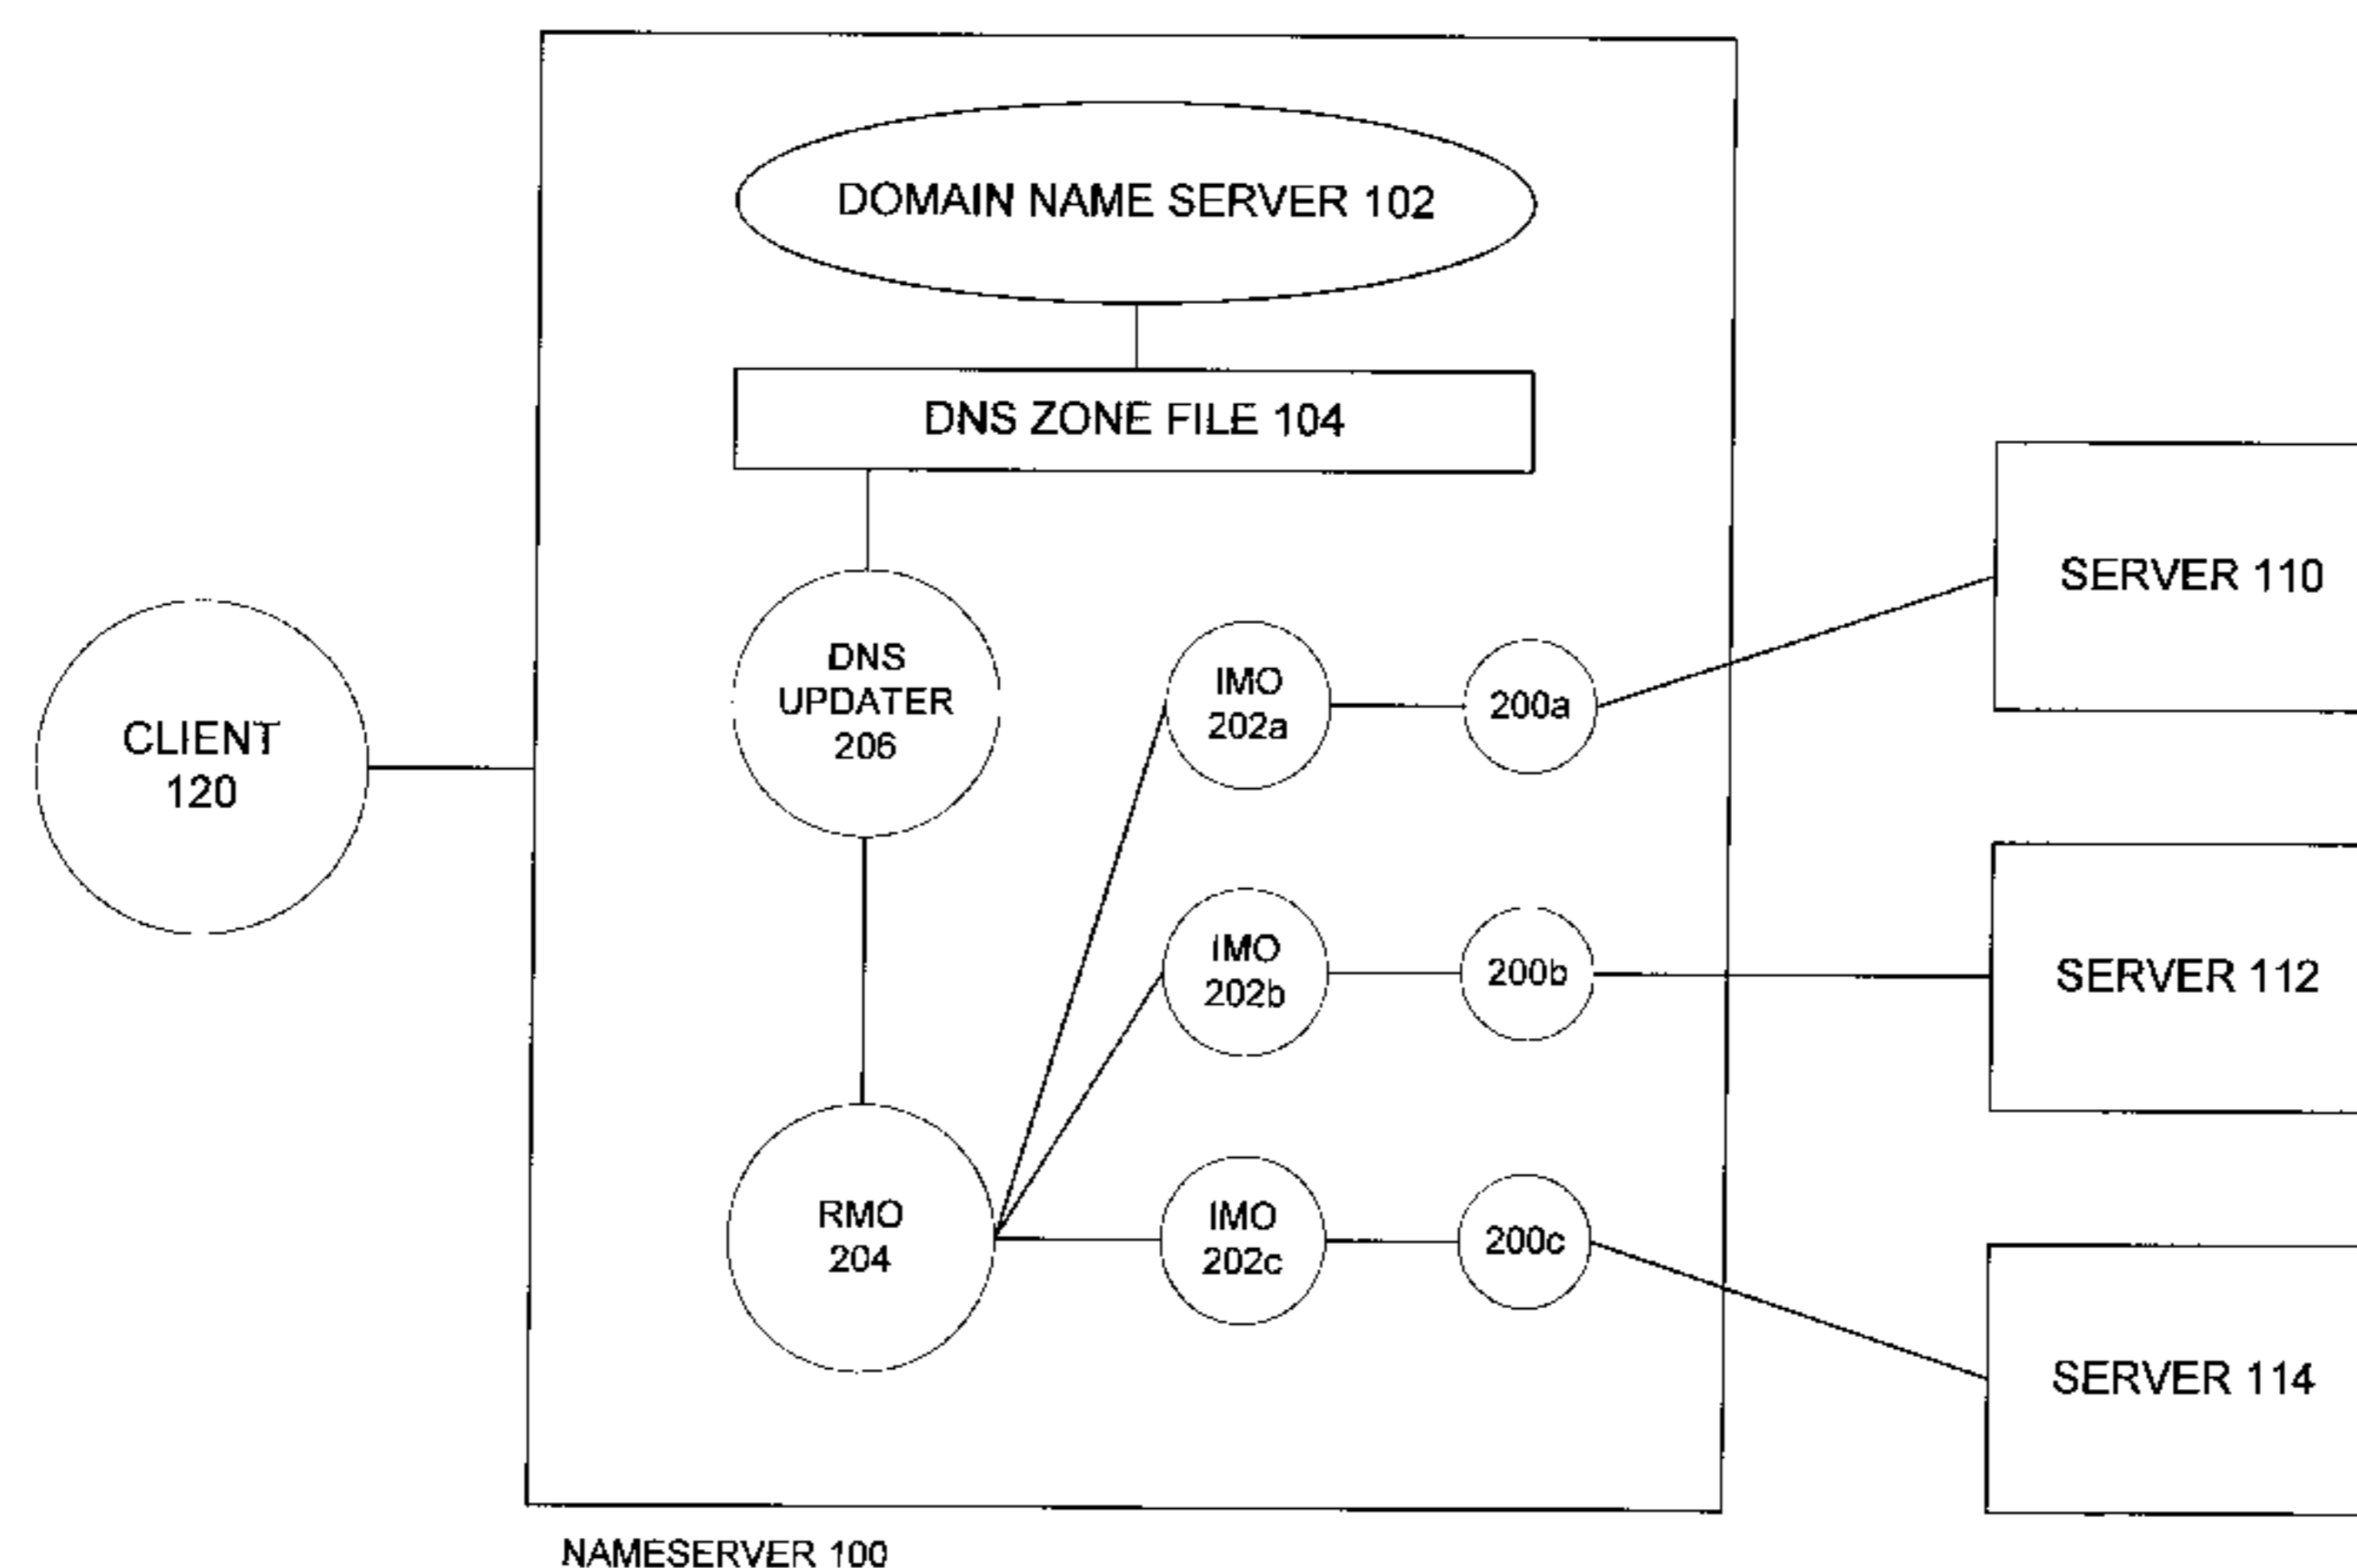 DOMAIN NAME SERVER 102
DNS ZONE FILE 104
SERVER 110
DNS
UPDATER
206
IMO
202a
200a
CLIENT
120
IMO
202b
200b
SERVER 112
RMO
204
IMO
202c
200c
SERVER 114
NAMESERVER 100